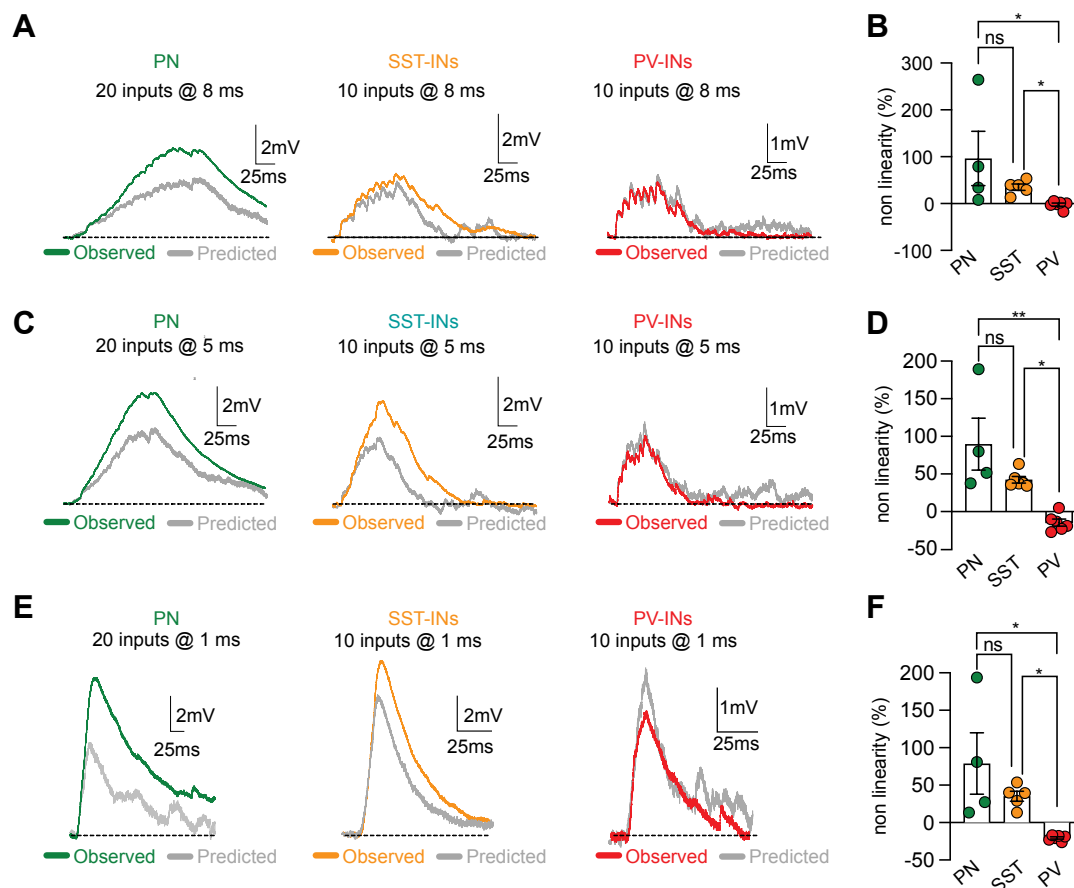 A
PN
20 inputs @ 8 ms
2mV
25ms
Observed Predicted
SST-INs
10 inputs @ 8 ms
2mV
25ms
Observed Predicted
PV-INs
10 inputs @ 8 ms
1mV
25ms
Observed Predicted
B
*
ns
*
non linearity (%)
300
200
100
0
-100
PN SST PV
C
PN
20 inputs @ 5 ms
2mV
25ms
Observed Predicted
SST-INs
10 inputs @ 5 ms
2mV
25ms
Observed Predicted
PV-INs
10 inputs @ 5 ms
1mV
25ms
Observed Predicted
D
**
ns
*
non linearity (%)
200
150
100
50
0
-50
PN SST PV
E
PN
20 inputs @ 1 ms
2mV
25ms
Observed Predicted
SST-INs
10 inputs @ 1 ms
2mV
25ms
Observed Predicted
PV-INs
10 inputs @ 1 ms
1mV
25ms
Observed Predicted
F
*
ns
*
non linearity (%)
200
150
100
50
0
-50
PN SST PV